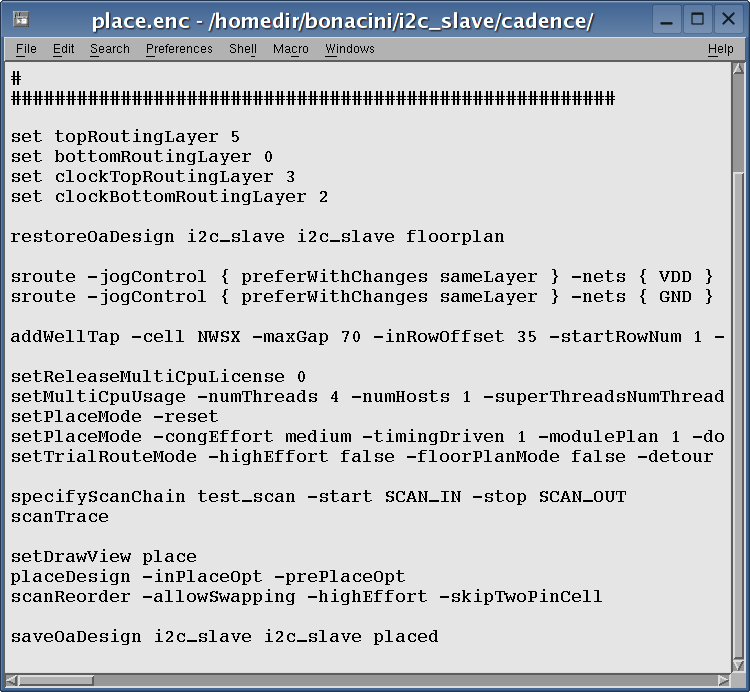 place.enc - /homedir/bonacini/i2c_slave/cadence/
File Edit Search Preferences Shell Macro Windows Help
#
#######################################################
set topRoutingLayer 5
set bottomRoutingLayer 0
set clockTopRoutingLayer 3
set clockBottomRoutingLayer 2
restoreOaDesign i2c_slave i2c_slave floorplan
sroute -jogControl { preferWithChanges sameLayer } -nets { VDD }
sroute -jogControl { preferWithChanges sameLayer } -nets { GND }
addWellTap -cell NWSX -maxGap 70 -inRowOffset 35 -startRowNum 1 -
setReleaseMultiCpuLicense 0
setMultiCpuUsage -numThreads 4 -numHosts 1 -superThreadsNumThread
setPlaceMode -reset
setPlaceMode -congEffort medium -timingDriven 1 -modulePlan 1 -do
setTrialRouteMode -highEffort false -floorPlanMode false -detour
specifyScanChain test_scan -start SCAN_IN -stop SCAN_OUT
scanTrace
setDrawView place
placeDesign -inPlaceOpt -prePlaceOpt
scanReorder -allowSwapping -highEffort -skipTwoPinCell
saveOaDesign i2c_slave i2c_slave placed